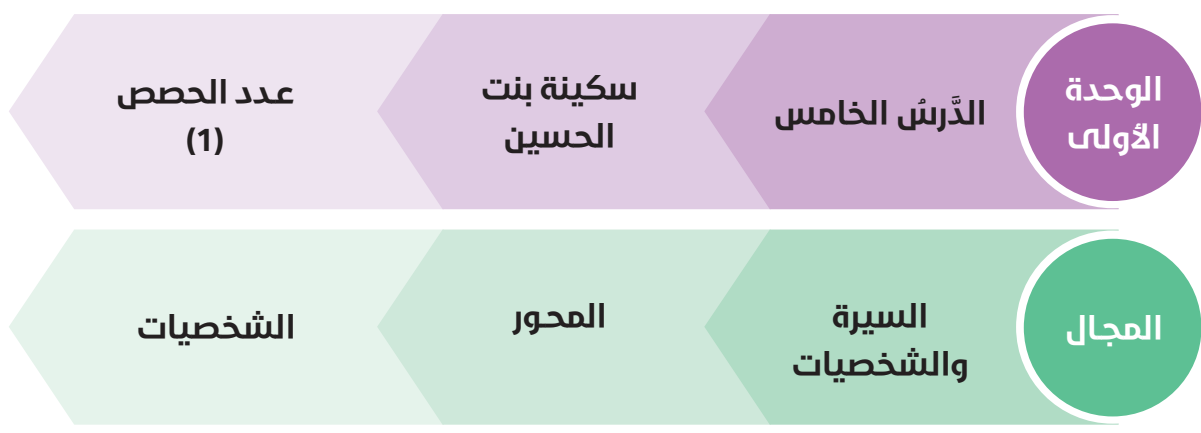 الوحدة
الأولى
الدَّرسُ الخامس
سكينة بنت
الحسين
عدد الحصص
(1)
المجال
السيرة
والشخصيات
المحور
الشخصيات